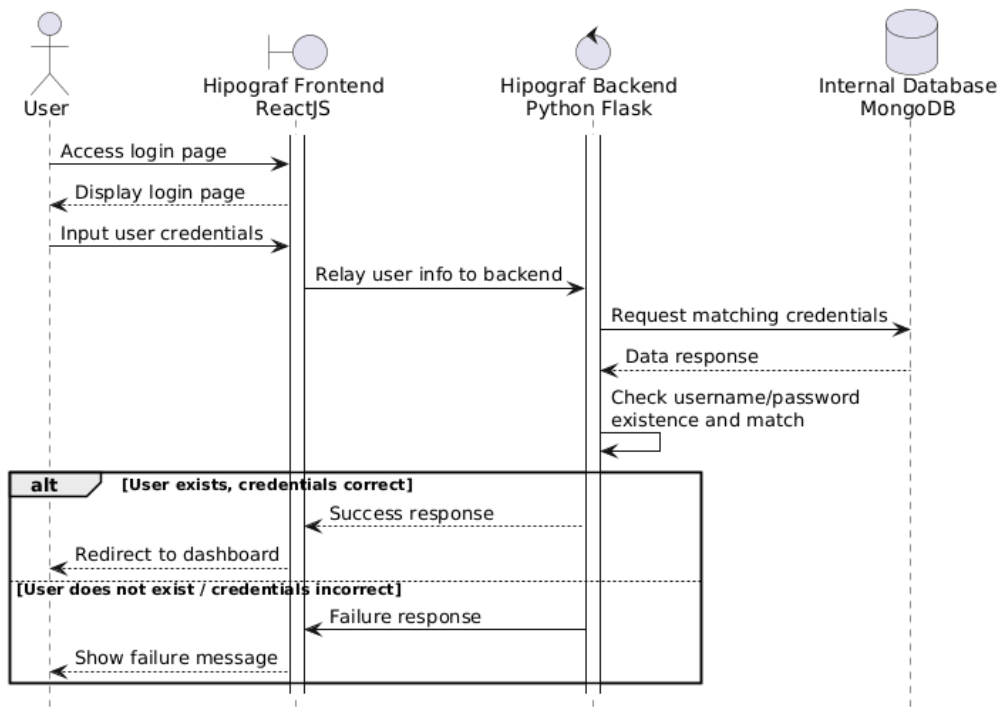 User
Hipograf Frontend
ReactJS
Hipograf Backend
Python Flask
Internal Database
MongoDB
Access login page
Display login page
Input user credentials
Relay user info to backend
Request matching credentials
Data response
Check username/password
existence and match
alt [User exists, credentials correct]
Success response
Redirect to dashboard
[User does not exist / credentials incorrect]
Failure response
Show failure message